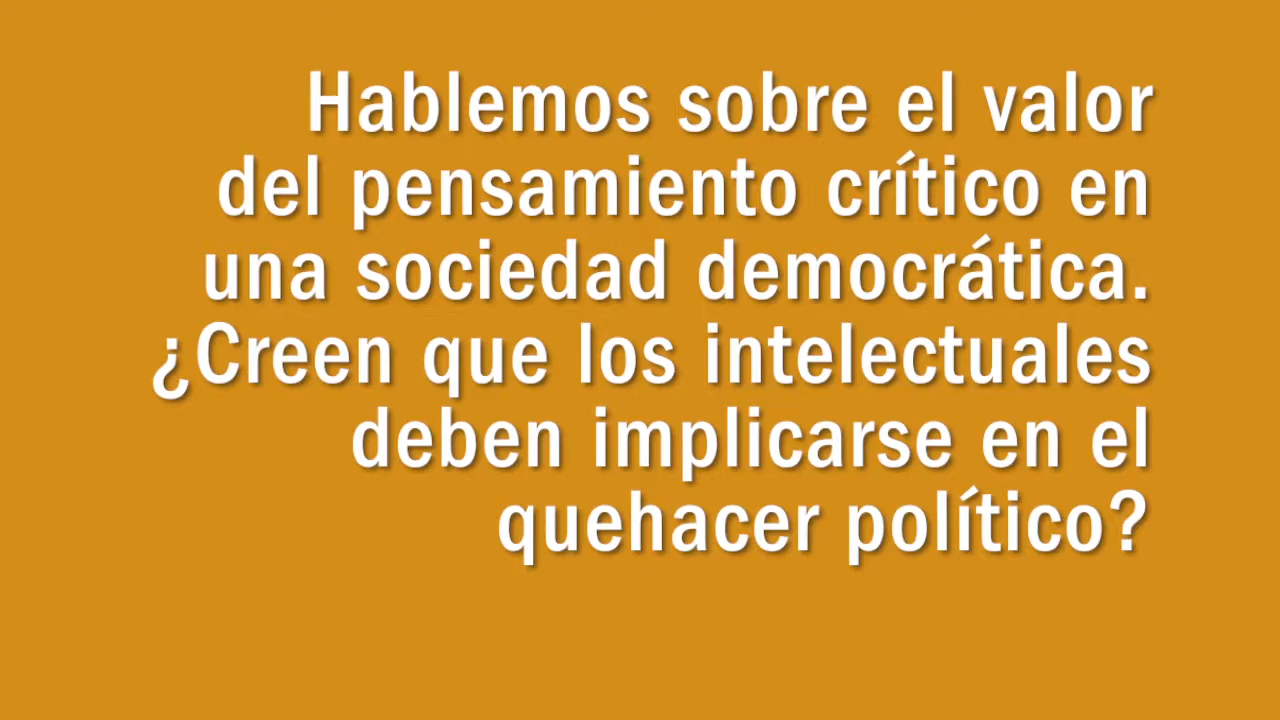 Hablemos sobre el valor
del pensamiento crítico en
una sociedad democrática.
¿Creen que los intelectuales
deben implicarse en el
quehacer político?